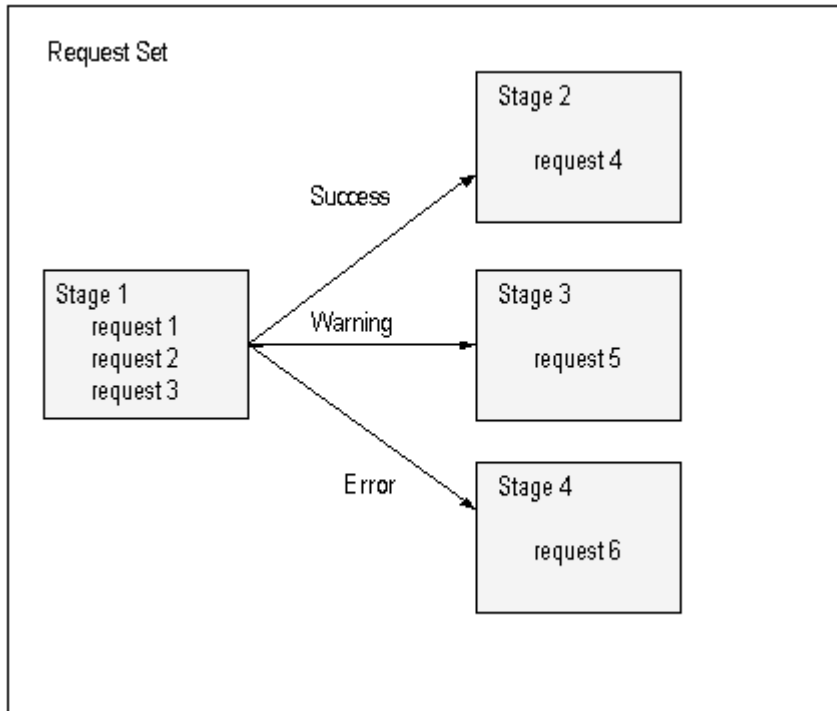 Request Set
Stage 1
request 1
request 2
request 3
Success
Warning
Error
Stage 2
request 4
Stage 3
request 5
Stage 4
request 6